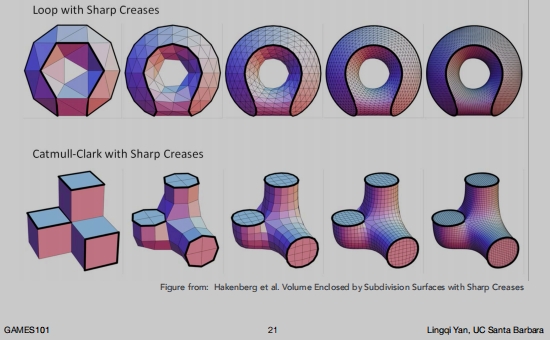 Loop with Sharp Creases
Catmull-Clark with Sharp Creases
Figure from: Hakenberg et al. Volume Enclosed by Subdivision Surfaces with Sharp Creases
GAMES101
21
Lingqi Yan, UC Santa Barbara